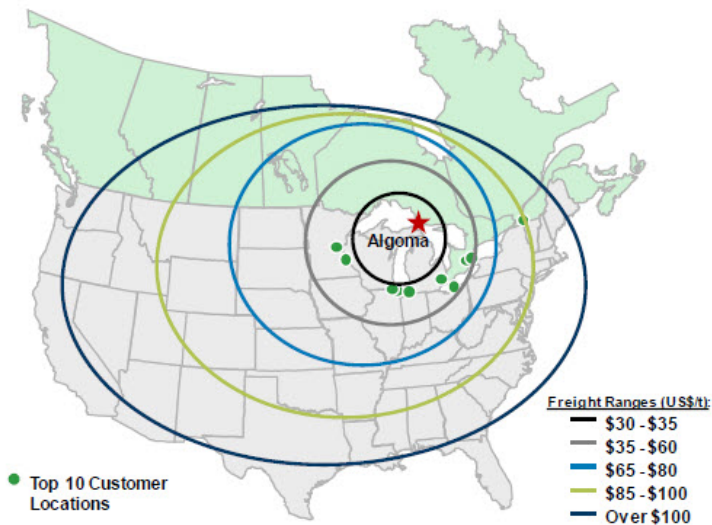 Algoma
Freight Ranges (US$/t):
$30 - $35
$35 - $60
$65 - $80
$85 - $100
Over $100
Top 10 Customer
Locations